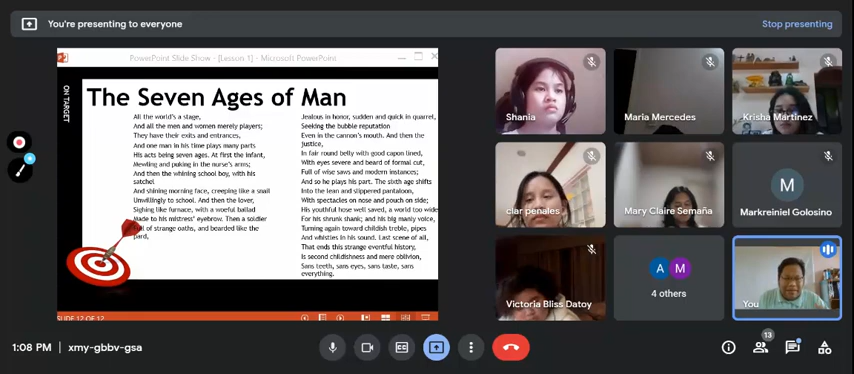 You're presenting to everyone
Stop presenting
PowerPoint Slide Show - [Lesson 1] - Microsoft PowerPoint
ON TARGET
The Seven Ages of Man
All the world's a stage,
And all the men and women merely players;
They have their exits and entrances,
And one man in his time plays many parts
His acts being seven ages. At first the infant,
Mewling and puking in the nurse's arms;
And then the whining school boy, with his
satchel
And shining morning face, creeping like a snail
Unwillingly to school. And then the lover,
Sighing like furnace, with a woeful ballad
Made to his mistress' eyebrow. Then a soldier
of strange oaths, and bearded like the
pard,
Jealous in honor, sudden and quick in quarrel,
Seeking the bubble reputation
Even in the cannon's mouth. And then the
justice,
In fair round belly with good capon lined,
With eyes severe and beard of formal cut,
Full of wise saws and modern instances;
And so he plays his part. The sixth age shifts
Into the lean and slippered pantaloon,
With spectacles on nose and pouch on side;
His youthful hose well saved, a world too wide
For his shrunk shank; and his big manly voice,
Turning again toward childish treble, pipes
And whistles in his sound. Last scene of all,
That ends this strange eventful history,
Is second childishness and mere oblivion,
Sans teeth, sans eyes, sans taste, sans
everything.
SLIDE 12 OF 12
Shania
Maria Mercedes
Krisha Martinez
clar penales
Mary Claire Semaña
M
Markreiniel Golosino
Victoria Bliss Datoy
A M
4 others
You
1:08 PM | xmy-gbbv-gsa
CC
13